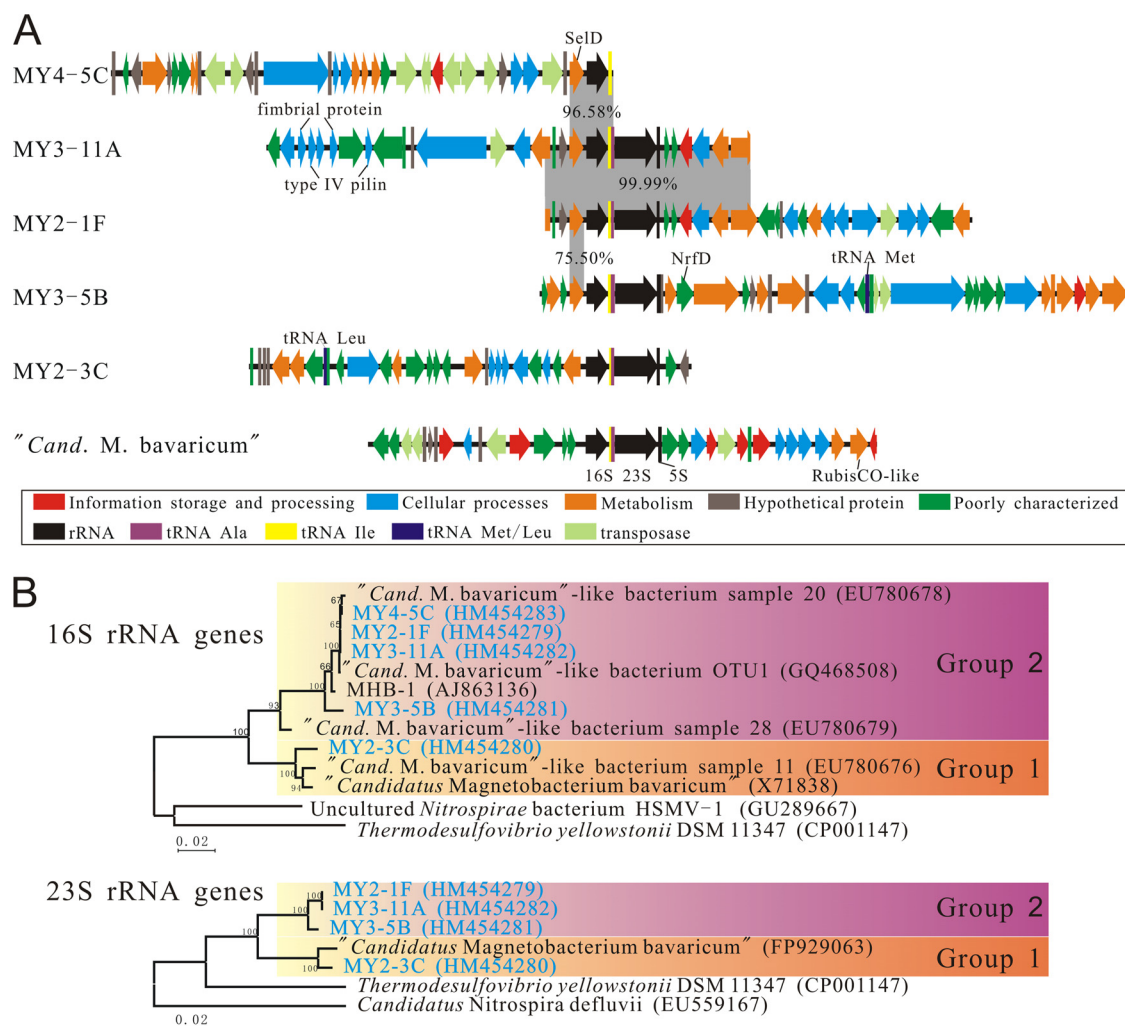 A
SelD
MY4-5C
96.58%
fimbrial protein
MY3-11A
type IV pilin
99.99%
MY2-1F
75.50%
NrfD
tRNA Met
MY3-5B
tRNA Leu
MY2-3C
"Cand. M. bavaricum"
16S 23S 5S
RubisCO-like
Information storage and processing
Cellular processes
Metabolism
Hypothetical protein
Poorly characterized
rRNA
tRNA Ala
tRNA Ile
tRNA Met/Leu
transposase
B
16S rRNA genes
"Cand. M. bavaricum"-like bacterium sample 20 (EU780678)
67
MY4-5C (HM454283)
65
MY2-1F (HM454279)
100
MY3-11A (HM454282)
66
"Cand. M. bavaricum"-like bacterium OTU1 (GQ468508)
Group 2
100
MHB-1 (AJ863136)
93
MY3-5B (HM454281)
100
"Cand. M. bavaricum"-like bacterium sample 28 (EU780679)
MY2-3C (HM454280)
100
"Cand. M. bavaricum"-like bacterium sample 11 (EU780676)
Group 1
94
"Candidatus Magnetobacterium bavaricum" (X71838)
Uncultured Nitrospirae bacterium HSMV-1 (GU289667)
Thermodesulfovibrio yellowstonii DSM 11347 (CP001147)
0.02
23S rRNA genes
MY2-1F (HM454279)
100
MY3-11A (HM454282)
Group 2
100
MY3-5B (HM454281)
100
"Candidatus Magnetobacterium bavaricum" (FP929063)
Group 1
100
MY2-3C (HM454280)
Thermodesulfovibrio yellowstonii DSM 11347 (CP001147)
Candidatus Nitrospira defluvii (EU559167)
0.02